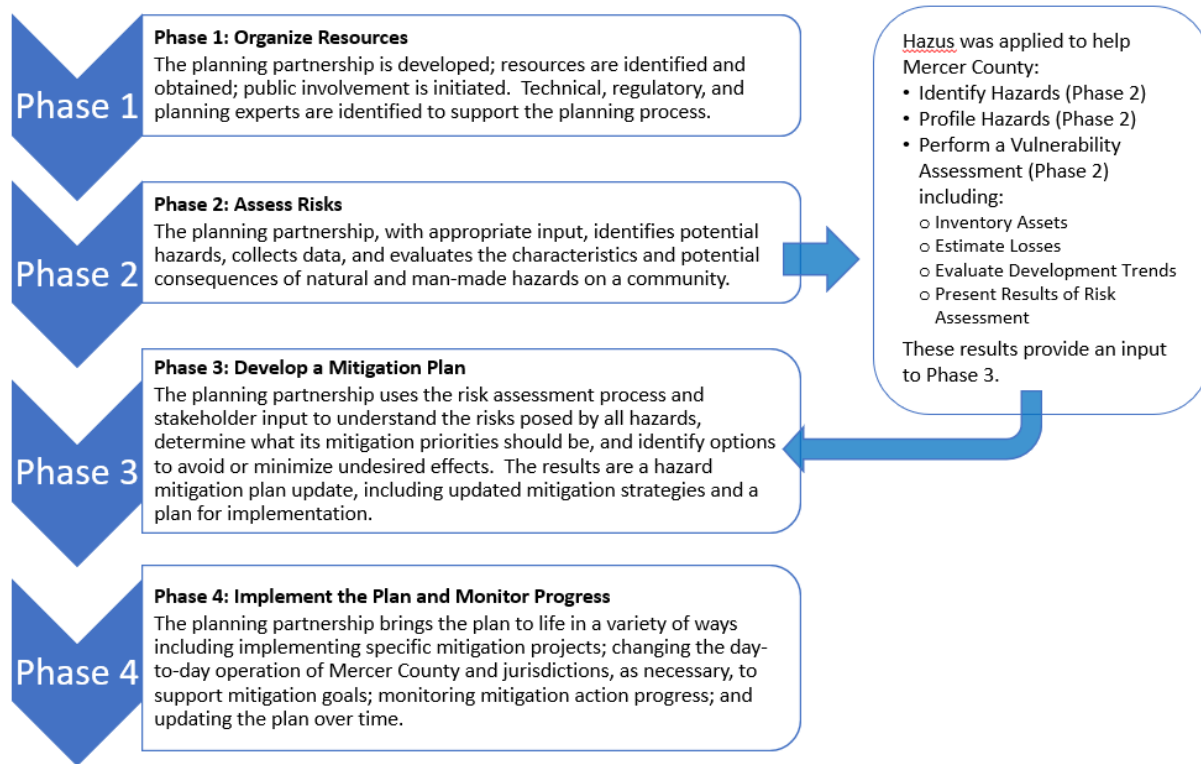 Phase 1
Phase 1: Organize Resources
The planning partnership is developed; resources are identified and
obtained; public involvement is initiated.  Technical, regulatory, and
planning experts are identified to support the planning process.
Phase 2
Phase 2: Assess Risks
The planning partnership, with appropriate input, identifies potential
hazards, collects data, and evaluates the characteristics and potential
consequences of natural and man-made hazards on a community.
Hazus was applied to help
Mercer County:
• Identify Hazards (Phase 2)
• Profile Hazards (Phase 2)
• Perform a Vulnerability
Assessment (Phase 2)
including:
o Inventory Assets
o Estimate Losses
o Evaluate Development Trends
o Present Results of Risk
Assessment
These results provide an input
to Phase 3.
Phase 3
Phase 3: Develop a Mitigation Plan
The planning partnership uses the risk assessment process and
stakeholder input to understand the risks posed by all hazards,
determine what its mitigation priorities should be, and identify options
to avoid or minimize undesired effects.  The results are a hazard
mitigation plan update, including updated mitigation strategies and a
plan for implementation.
Phase 4
Phase 4: Implement the Plan and Monitor Progress
The planning partnership brings the plan to life in a variety of ways
including implementing specific mitigation projects; changing the day-
to-day operation of Mercer County and jurisdictions, as necessary, to
support mitigation goals; monitoring mitigation action progress; and
updating the plan over time.